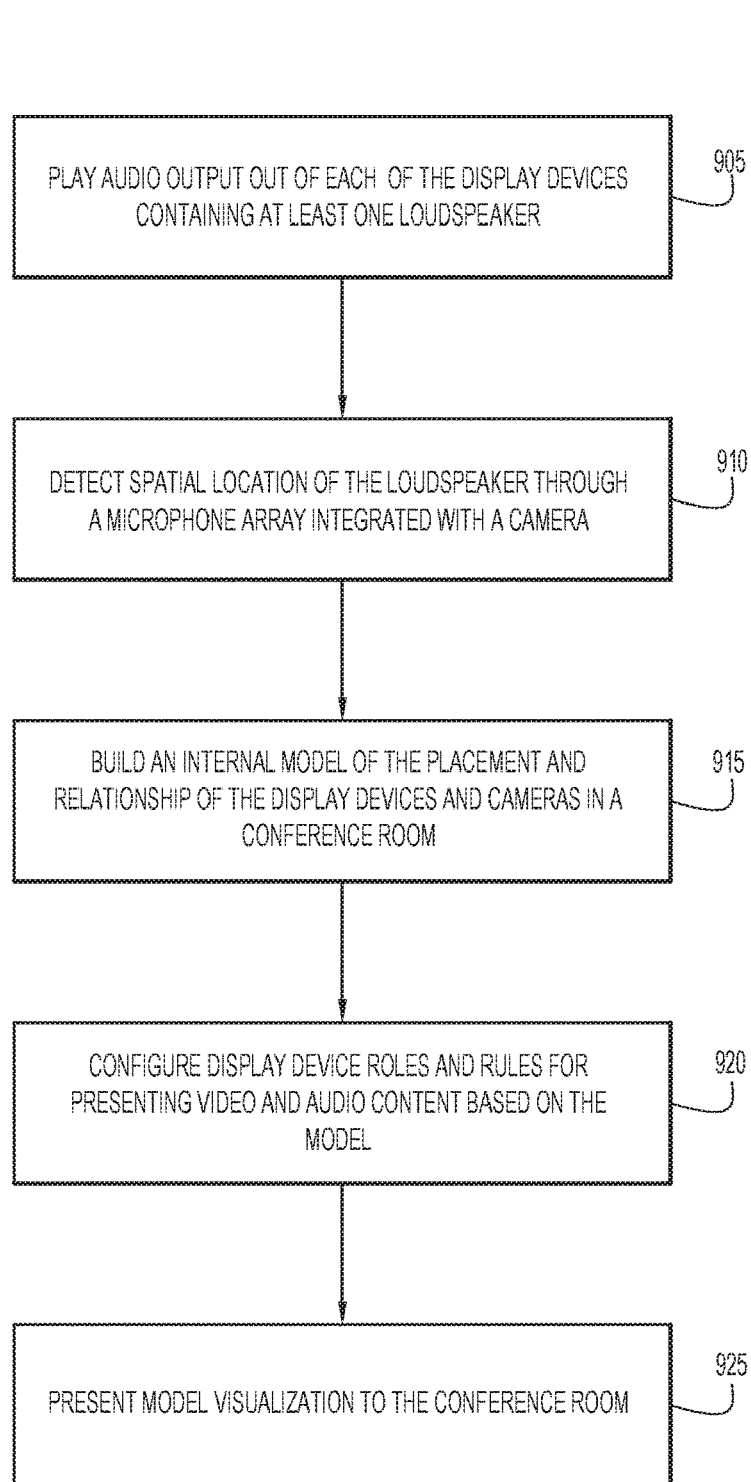 PLAY AUDIO OUTPUT OUT OF EACH OF THE DISPLAY DEVICES
CONTAINING AT LEAST ONE LOUDSPEAKER
905
DETECT SPATIAL LOCATION OF THE LOUDSPEAKER THROUGH
A MICROPHONE ARRAY INTEGRATED WITH A CAMERA
910
BUILD AN INTERNAL MODEL OF THE PLACEMENT AND
RELATIONSHIP OF THE DISPLAY DEVICES AND CAMERAS IN A
CONFERENCE ROOM
915
CONFIGURE DISPLAY DEVICE ROLES AND RULES FOR
PRESENTING VIDEO AND AUDIO CONTENT BASED ON THE
MODEL
920
PRESENT MODEL VISUALIZATION TO THE CONFERENCE ROOM
925